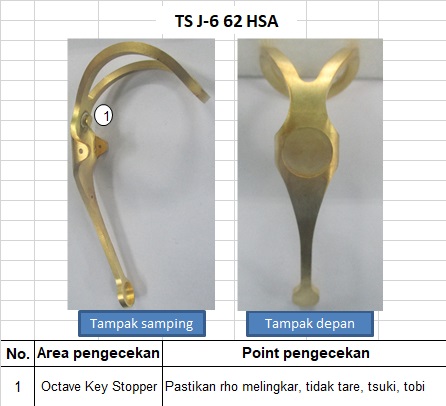 TS J-6 62 HSA
1
Tampak samping
Tampak depan
No. Area pengecekan Point pengecekan
1 Octave Key Stopper Pastikan rho melingkar, tidak tare, tsuki, tobi